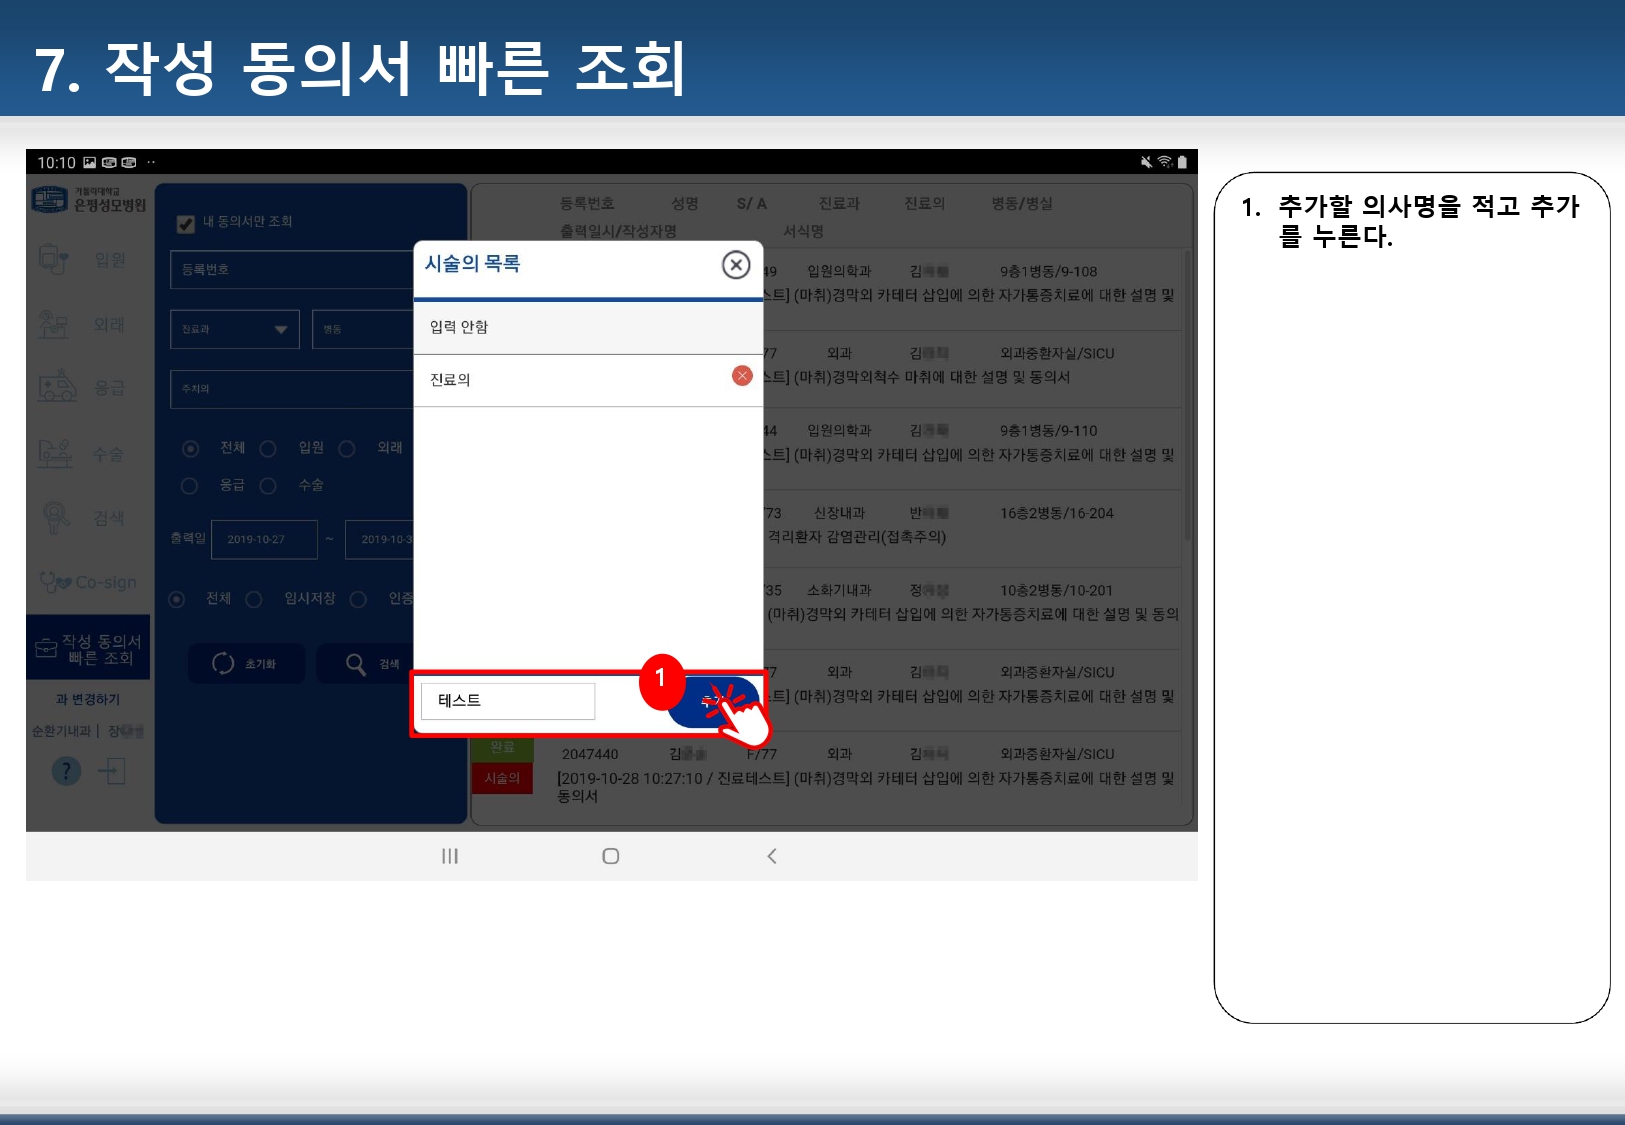 7. 작성 동의서 빠른 조회
10:10
가톨릭대학교
은평성모병원
입원
외래
응급
수술
검색
Co-sign
작성 동의서
빠른 조회
과 변경하기
순환기내과 | 장
?
내 동의서만 조회
등록번호
진료과
병동
주치의
전체 입원 외래
응급 수술
출력일 2019-10-27 ~ 2019-10-3
전체 임시저장 인증
초기화 검색
시술의 목록
입력 안함
진료의
테스트
1
등록번호 성명 S/ A 진료과 진료의 병동/병실
출력일시/작성자명 서식명
49 입원의학과 김 9층1병동/9-108
스트] (마취)경막외 카테터 삽입에 의한 자가통증치료에 대한 설명 및
77 외과 김 외과중환자실/SICU
스트] (마취)경막외척수 마취에 대한 설명 및 동의서
44 입원의학과 김 9층1병동/9-110
스트] (마취)경막외 카테터 삽입에 의한 자가통증치료에 대한 설명 및
73 신장내과 반 16층2병동/16-204
격리환자 감염관리(접촉주의)
35 소화기내과 정 10층2병동/10-201
(마취)경막외 카테터 삽입에 의한 자가통증치료에 대한 설명 및 동의
7 외과 김 외과중환자실/SICU
스트] (마취)경막외 카테터 삽입에 의한 자가통증치료에 대한 설명 및
완료 2047440 김 F/77 외과 김 외과중환자실/SICU
시술의 [2019-10-28 10:27:10 / 진료테스트] (마취)경막외 카테터 삽입에 의한 자가통증치료에 대한 설명 및
동의서
1. 추가할 의사명을 적고 추가
를 누른다.